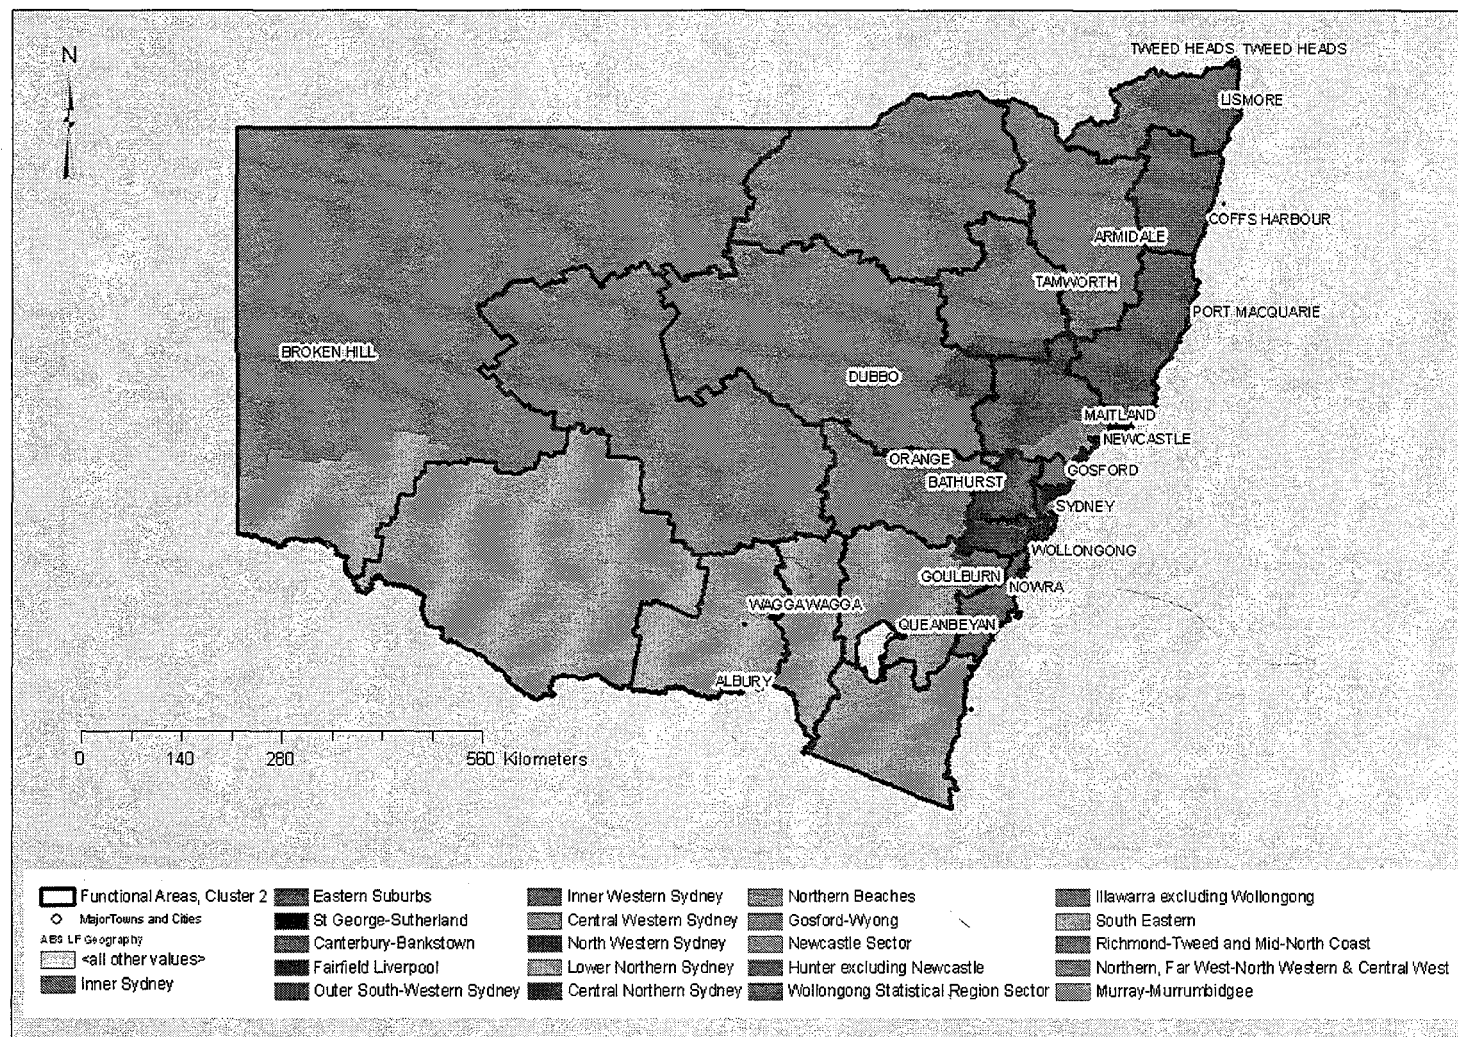 N
TWEED HEADS TWEED HEADS
LISMORE
COFFS HARBOUR
ARMIDALE
TAMWORTH
PORT MACQUARIE
BROKEN HILL
DUBBO
MAITLAND
NEWCASTLE
ORANGE
GOSFORD
BATHURST
SYDNEY
WOLLONGONG
GOULBURN
NOWRA
WAGGA WAGGA
QUEANBEYAN
ALBURY
0 140 280 560 Kilometers
Functional Areas, Cluster 2
Major Towns and Cities
ABS LF Geography
<all other values>
Inner Sydney
Eastern Suburbs
St George-Sutherland
Canterbury-Bankstown
Fairfield Liverpool
Outer South-Western Sydney
Inner Western Sydney
Central Western Sydney
North Western Sydney
Lower Northern Sydney
Central Northern Sydney
Northern Beaches
Gosford-Wyong
Newcastle Sector
Hunter excluding Newcastle
Wollongong Statistical Region Sector
Illawarra excluding Wollongong
South Eastern
Richmond-Tweed and Mid-North Coast
Northern, Far West-North Western & Central West
Murray-Murrumbidgee